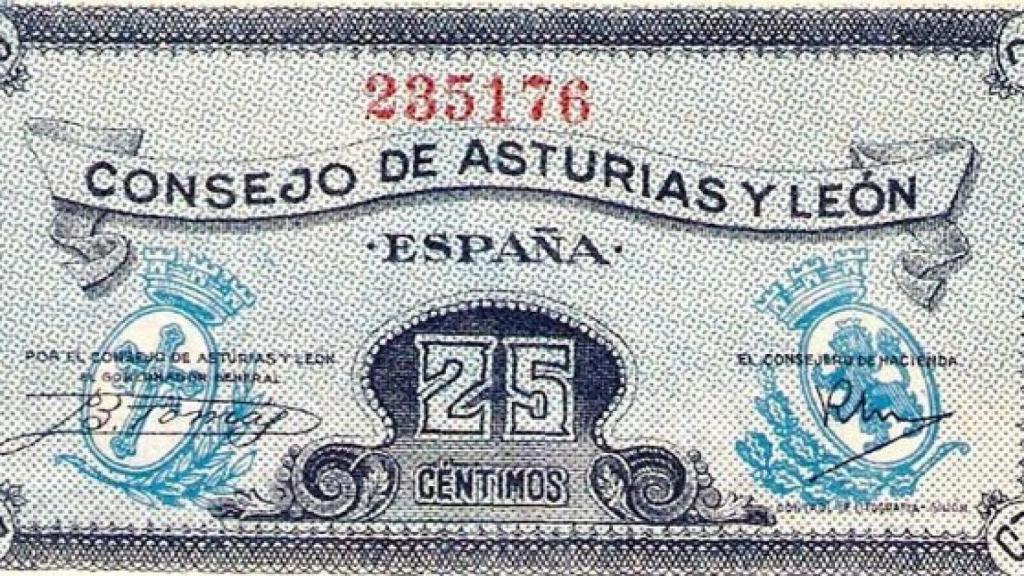 235176
CONSEJO DE ASTURIAS Y LEÓN
·ESPAÑA·
POR EL CONSEJO DE ASTURIAS Y LEÓN
EL GOBERNADOR GENERAL
EL CONSEJERO DE HACIENDA
25
CÉNTIMOS